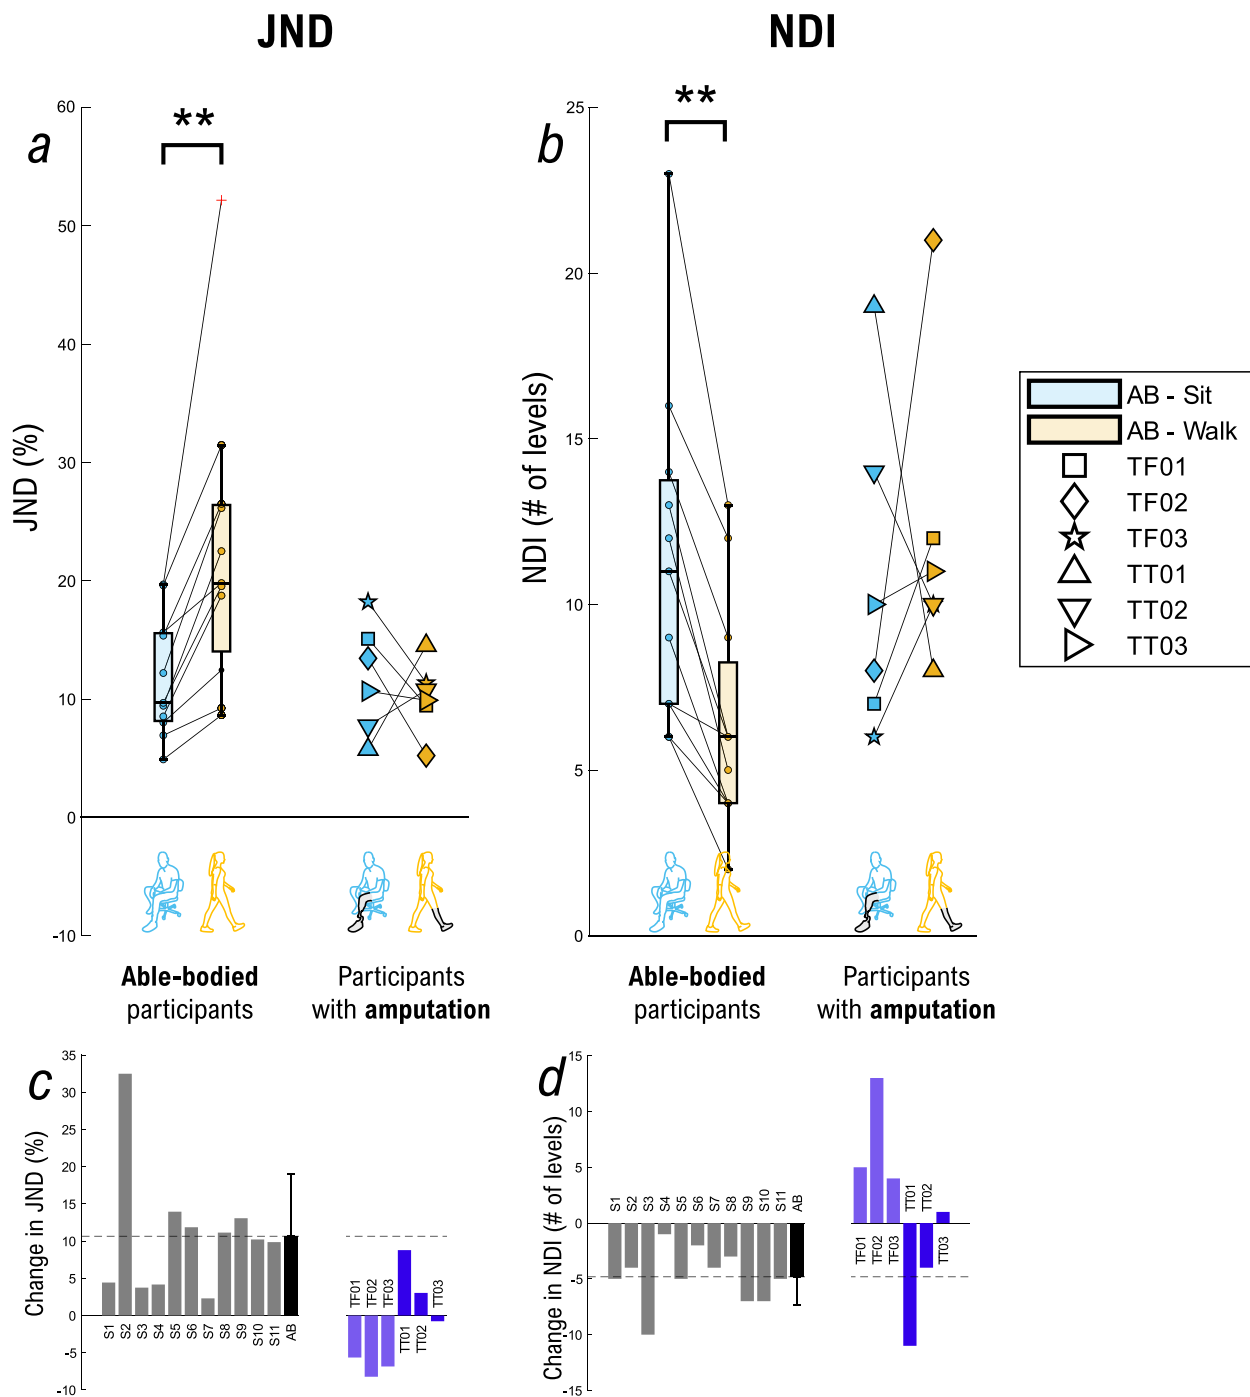 JND
NDI
a
**
60
50
40
30
20
10
0
-10
JND (%)
Able-bodied
participants
Participants
with amputation
b
**
25
20
15
10
5
0
NDI (# of levels)
Able-bodied
participants
Participants
with amputation
AB - Sit
AB - Walk
TF01
TF02
TF03
TT01
TT02
TT03
c
35
30
25
20
15
10
5
0
-5
-10
Change in JND (%)
S1
S2
S3
S4
S5
S6
S7
S8
S9
S10
S11
AB
TF01
TF02
TF03
TT01
TT02
TT03
d
15
10
5
0
-5
-10
-15
Change in NDI (# of levels)
S1
S2
S3
S4
S5
S6
S7
S8
S9
S10
S11
AB
TF01
TF02
TF03
TT01
TT02
TT03